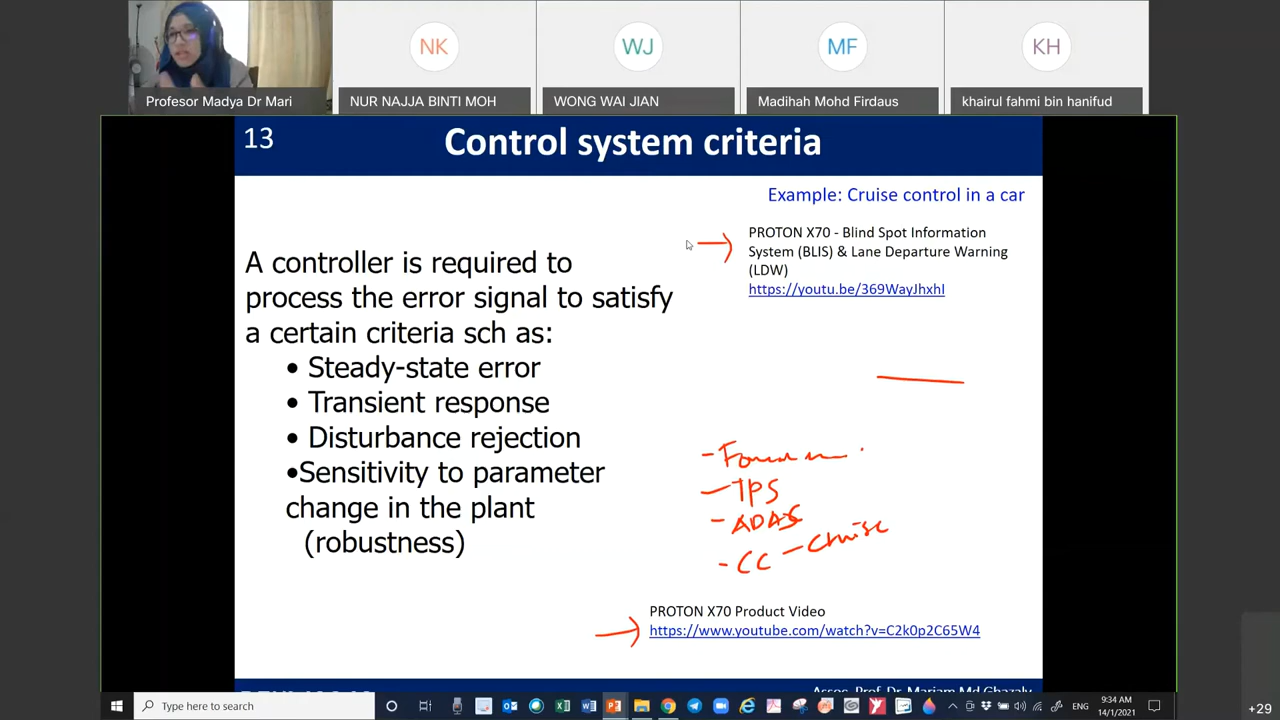 NK
WJ
MF
KH
Profesor Madya Dr Mari
NUR NAJJA BINTI MOH
WONG WAI JIAN
Madihah Mohd Firdaus
khairul fahmi bin hanifud
13
Control system criteria
Example: Cruise control in a car
PROTON X70 - Blind Spot Information
System (BLIS) & Lane Departure Warning
(LDW)
https://youtu.be/369WayJhxhI
A controller is required to
process the error signal to satisfy
a certain criteria sch as:
• Steady-state error
• Transient response
• Disturbance rejection
•Sensitivity to parameter
change in the plant
(robustness)
- TPS
- ADAS
- CC - Cruise
PROTON X70 Product Video
https://www.youtube.com/watch?v=C2k0p2C65W4
Assoc. Prof. Dr. Mariam Md Ghazaly
Type here to search
ENG
9:34 AM
14/1/2021
+29